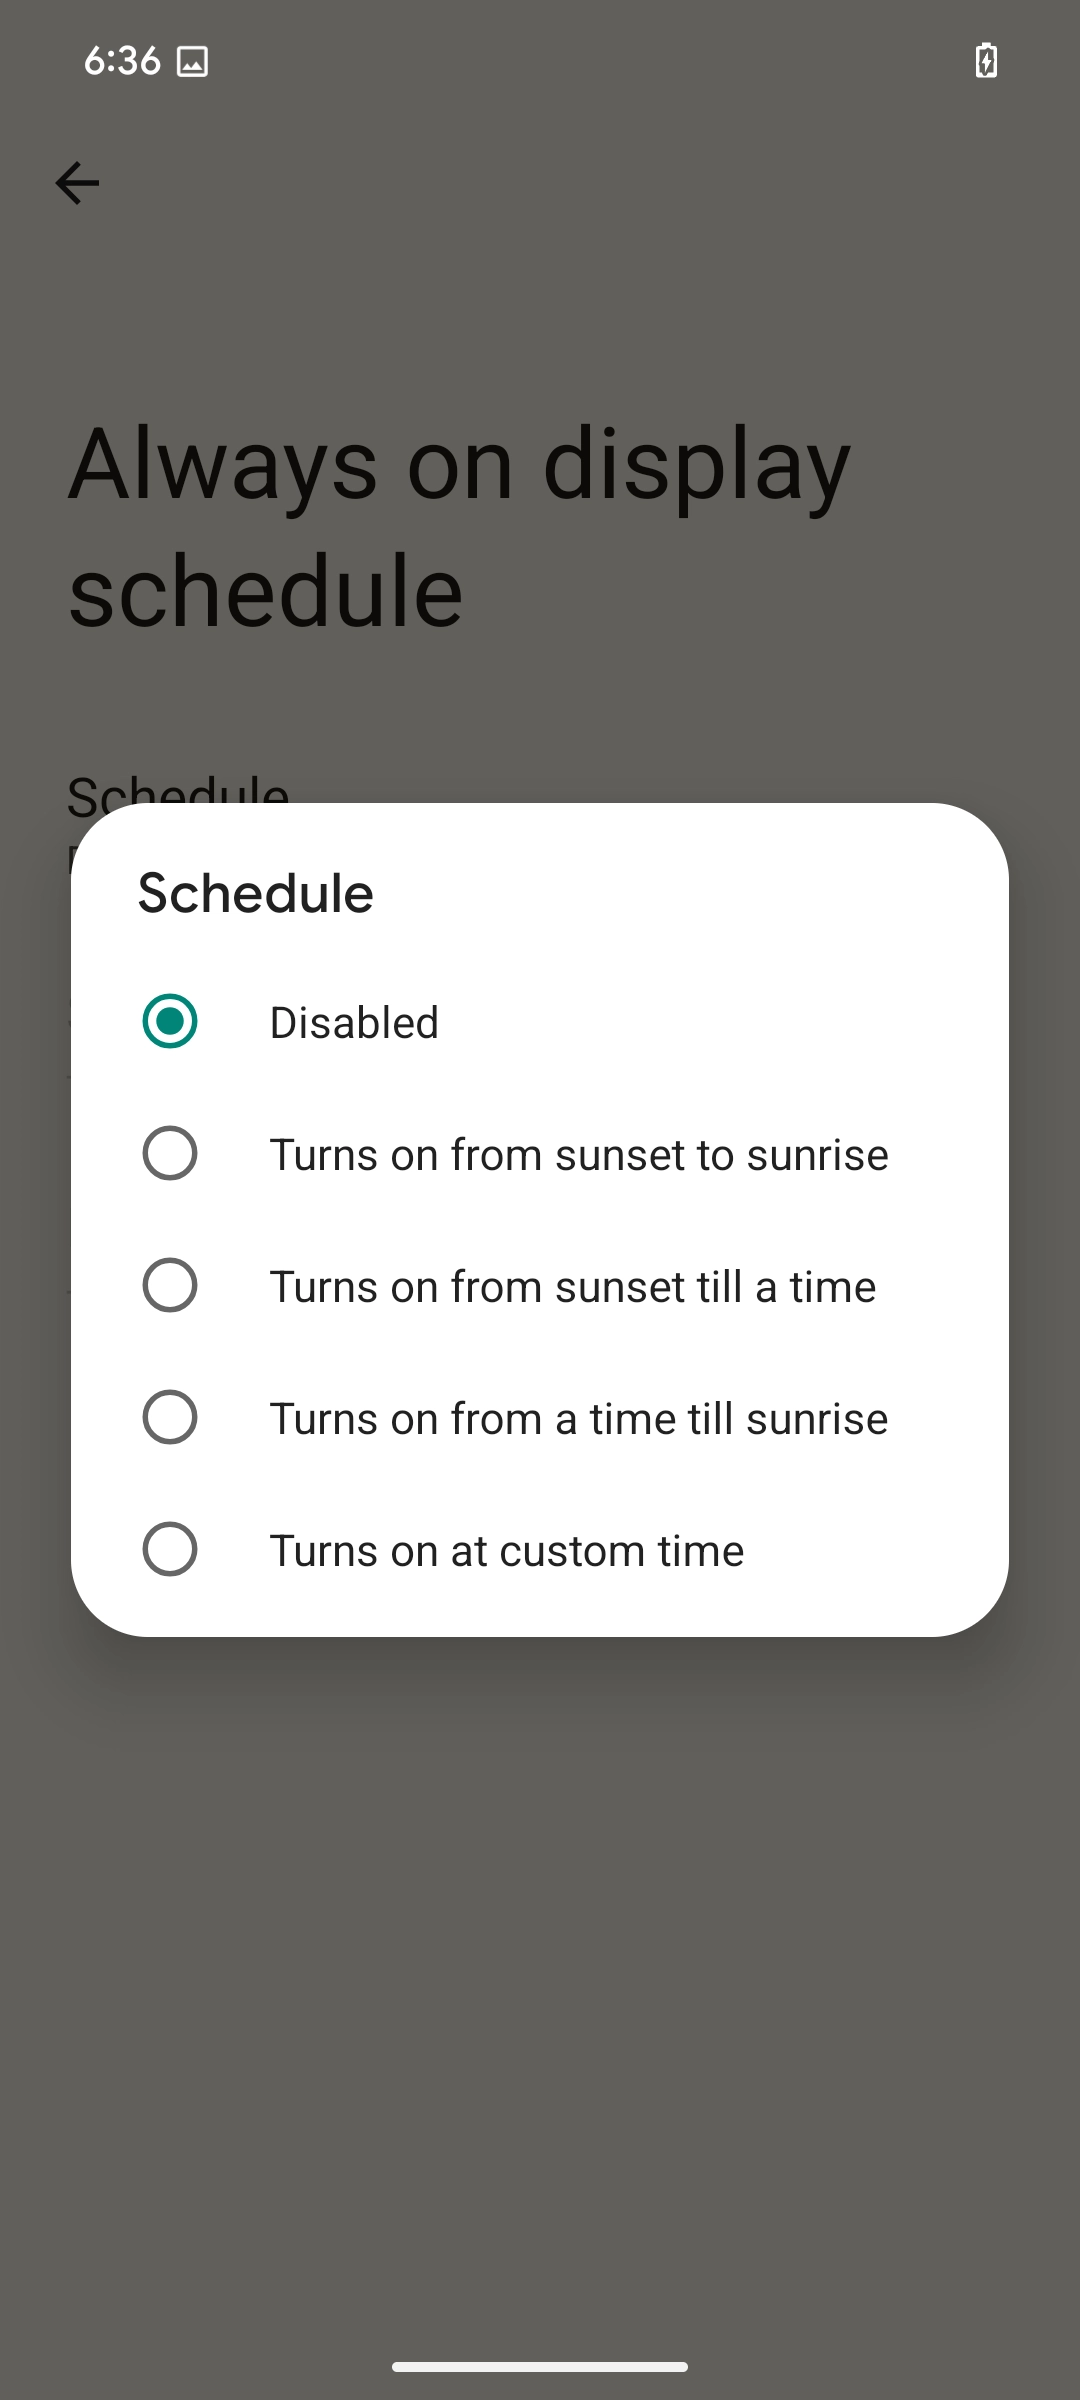 6:36
Always on display
schedule
Schedule
Schedule
Disabled
Turns on from sunset to sunrise
Turns on from sunset till a time
Turns on from a time till sunrise
Turns on at custom time